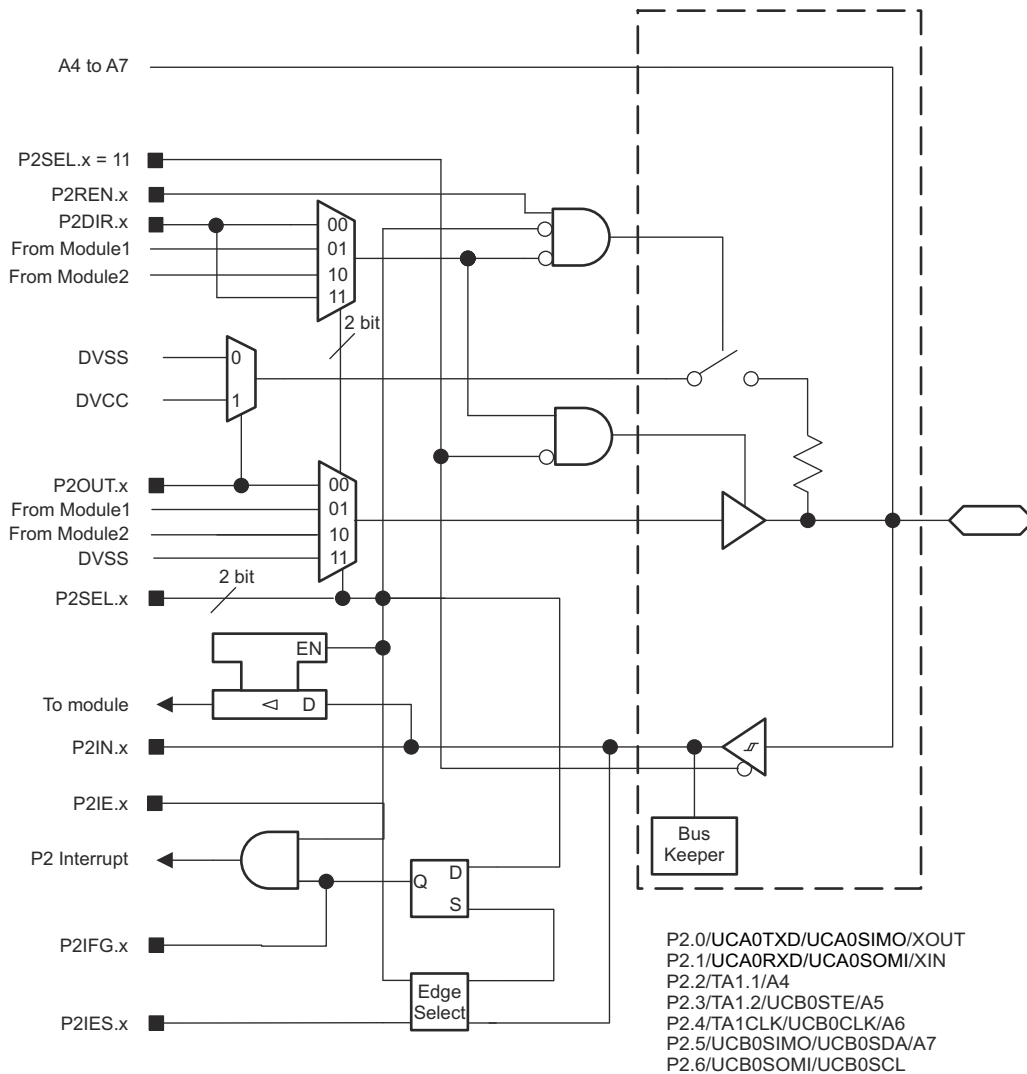 A4 to A7
P2SEL.x = 11
P2REN.x
P2DIR.x
From Module1
From Module2
00
01
10
11
2 bit
DVSS
DVCC
0
1
P2OUT.x
From Module1
From Module2
DVSS
00
01
10
11
P2SEL.x
2 bit
EN
D
To module
P2IN.x
Bus
Keeper
P2IE.x
P2 Interrupt
Q
D
S
P2IFG.x
Edge
Select
P2IES.x
P2.0/UCA0TXD/UCA0SIMO/XOUT
P2.1/UCA0RXD/UCA0SOMI/XIN
P2.2/TA1.1/A4
P2.3/TA1.2/UCB0STE/A5
P2.4/TA1CLK/UCB0CLK/A6
P2.5/UCB0SIMO/UCB0SDA/A7
P2.6/UCB0SOMI/UCB0SCL